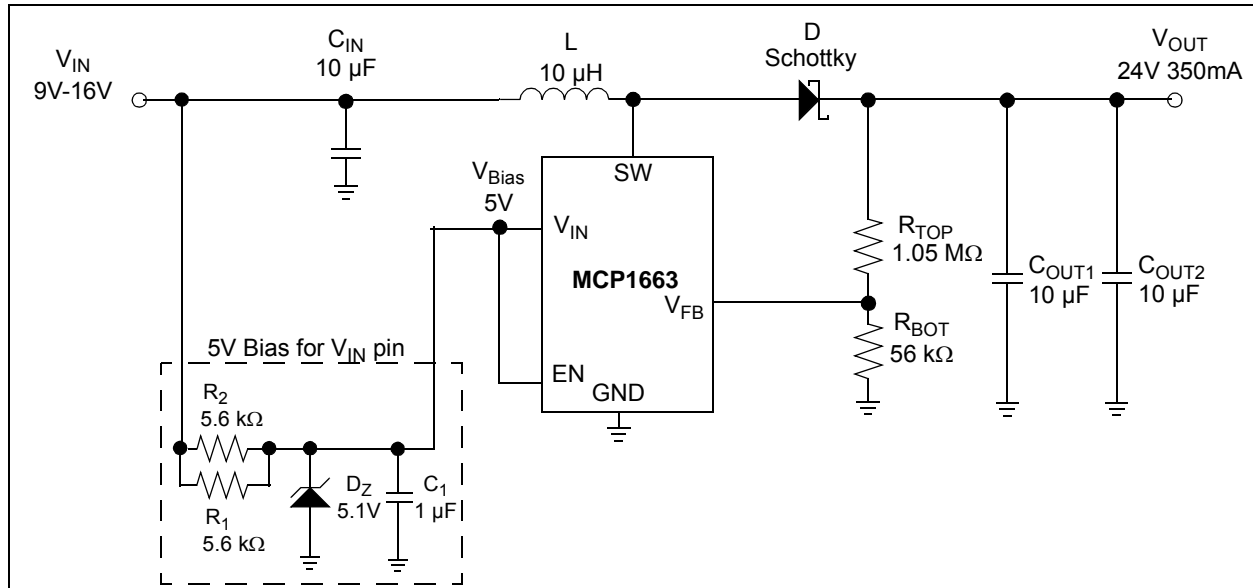 V_IN
9V-16V
C_IN
10 µF
L
10 µH
D
Schottky
V_OUT
24V 350mA
V_Bias
5V
SW
V_IN
MCP1663
V_FB
EN
GND
R_TOP
1.05 MΩ
R_BOT
56 kΩ
C_OUT1
10 µF
C_OUT2
10 µF
5V Bias for V_IN pin
R_2
5.6 kΩ
R_1
5.6 kΩ
D_Z
5.1V
C_1
1 µF